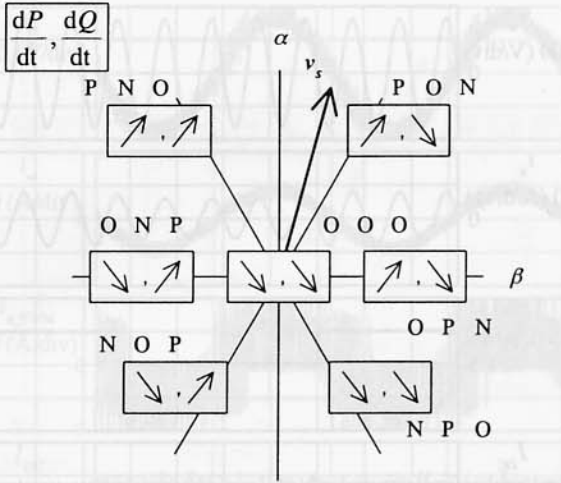 dP/dt, dQ/dt
α
v_s
P N O
P O N
↗, ↗
↗, ↘
O N P
O O O
↘, ↗
↘, ↘
↗, ↘
β
O P N
N O P
↘, ↗
↘, ↘
N P O